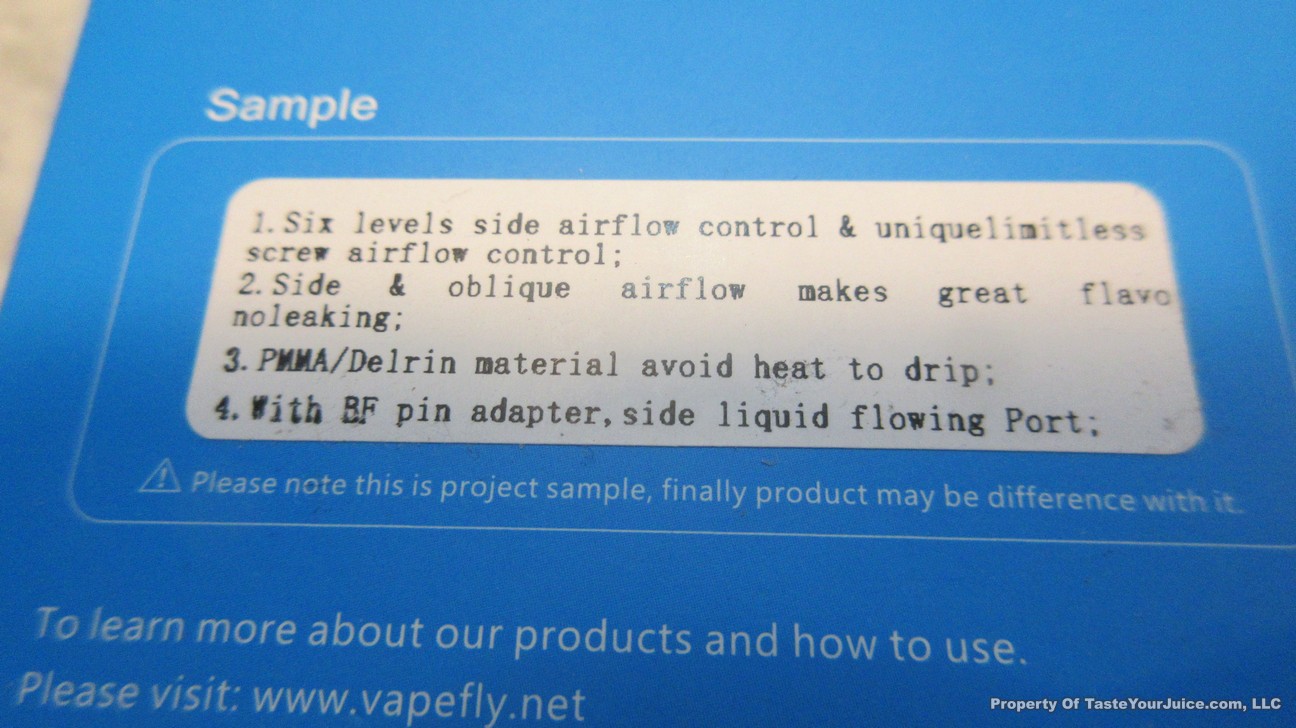 Sample
1. Six levels side airflow control & uniquelimitless
screw airflow control;
2. Side & oblique airflow makes great flavo
noleaking;
3. PMMA/Delrin material avoid heat to drip;
4. With BF pin adapter, side liquid flowing Port;
Please note this is project sample, finally product may be difference with it.
To learn more about our products and how to use.
Please visit: www.vapefly.net
Property Of TasteYourJuice.com, LLC